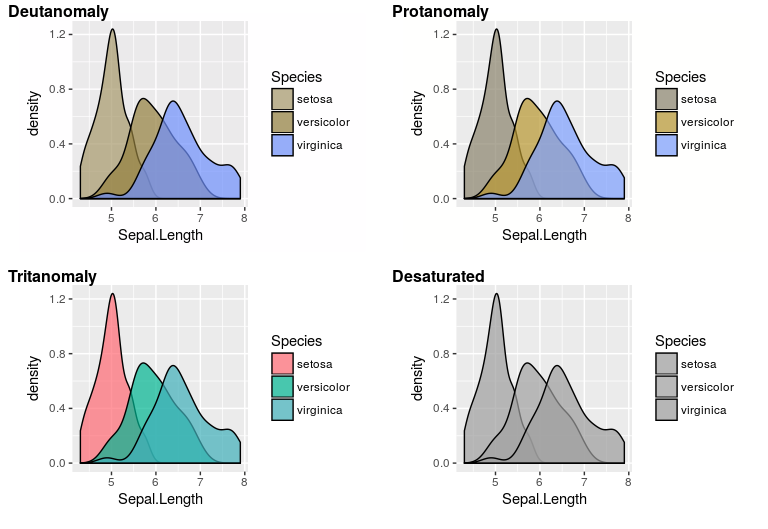 Deutanomaly
1.2
0.8
0.4
0.0
density
5 6 7 8
Sepal.Length
Species
setosa
versicolor
virginica
Protanomaly
1.2
0.8
0.4
0.0
density
5 6 7 8
Sepal.Length
Species
setosa
versicolor
virginica
Tritanomaly
1.2
0.8
0.4
0.0
density
5 6 7 8
Sepal.Length
Species
setosa
versicolor
virginica
Desaturated
1.2
0.8
0.4
0.0
density
5 6 7 8
Sepal.Length
Species
setosa
versicolor
virginica